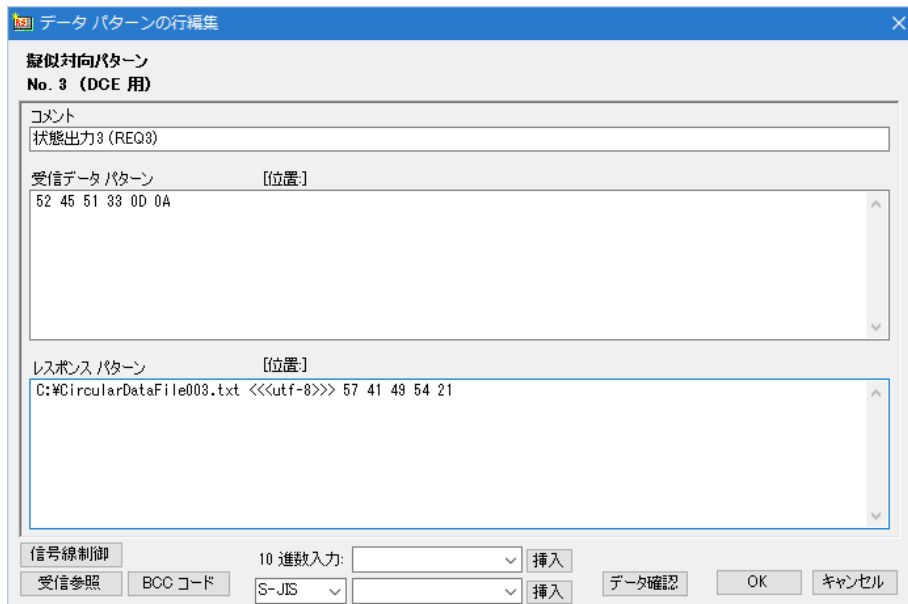 データ パターンの行編集
擬似対向パターン
No. 3 (DCE 用)
コメント
状態出力3 (REQ3)
受信データ パターン [位置:]
52 45 51 33 0D 0A
レスポンス パターン [位置:]
C:¥CircularDataFile003.txt <<<utf-8>>> 57 41 49 54 21
信号線制御 10 進数入力: 挿入
受信参照 BCC コード S-JIS 挿入 データ確認 OK キャンセル